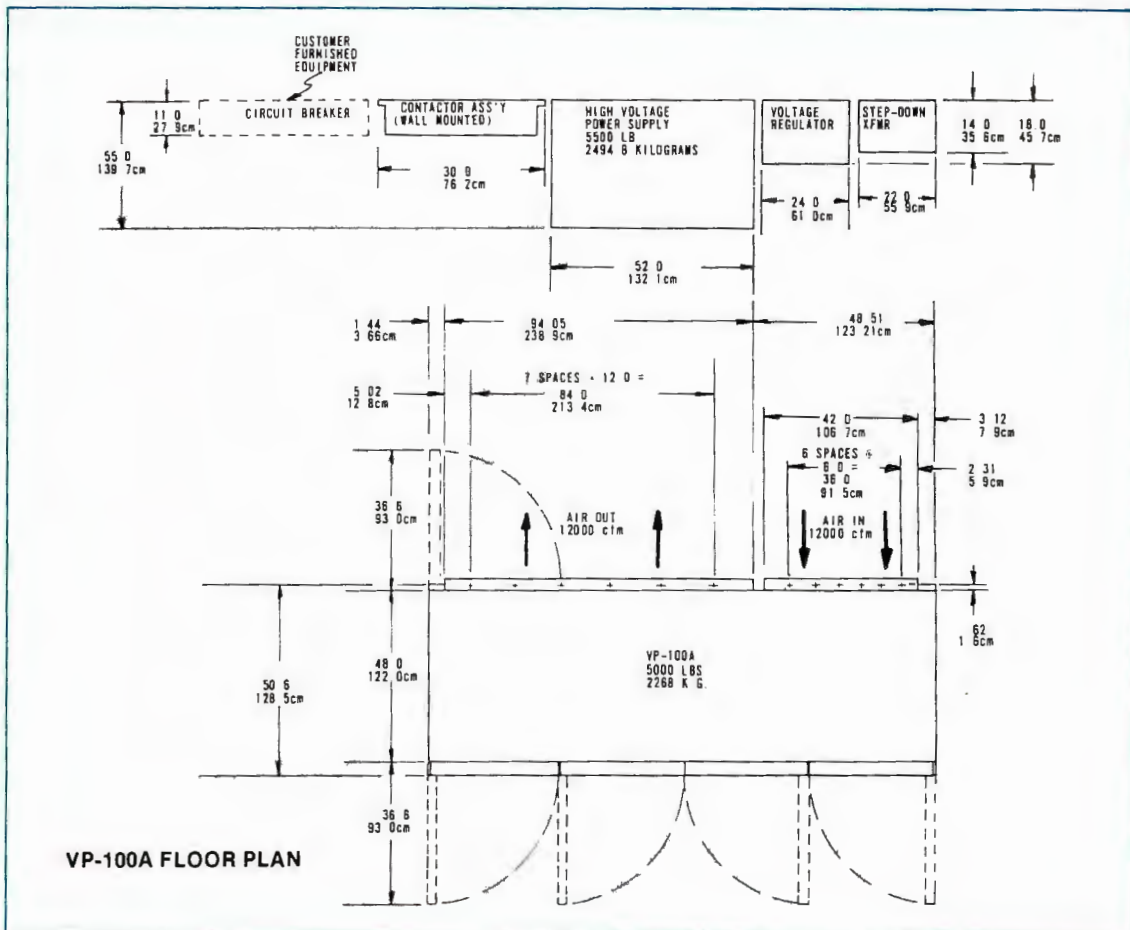 CUSTOMER
FURNISHED
EQUIPMENT
11 0
27 9cm
CIRCUIT BREAKER
CONTACTOR ASS'Y
(WALL MOUNTED)
HIGH VOLTAGE
POWER SUPPLY
5500 LB
2494 8 KILOGRAMS
VOLTAGE
REGULATOR
STEP-DOWN
XFMR
14 0
35 6cm
18 0
45 7cm
55 0
139 7cm
30 0
76 2cm
24 0
61 0cm
22 0
55 9cm
52 0
132 1cm
1 44
3 66cm
94 05
238 9cm
48 51
123 21cm
7 SPACES - 12 0 =
84 0
213 4cm
5 02
12 8cm
42 0
106 7cm
3 12
7 9cm
6 SPACES
6 0 =
36 0
91 5cm
2 31
5 9cm
36 6
93 0cm
AIR OUT
12000 cfm
AIR IN
12000 cfm
62
1 6cm
VP-100A
5000 LBS
2268 K G.
48 0
122 0cm
50 6
128 5cm
36 6
93 0cm
VP-100A FLOOR PLAN